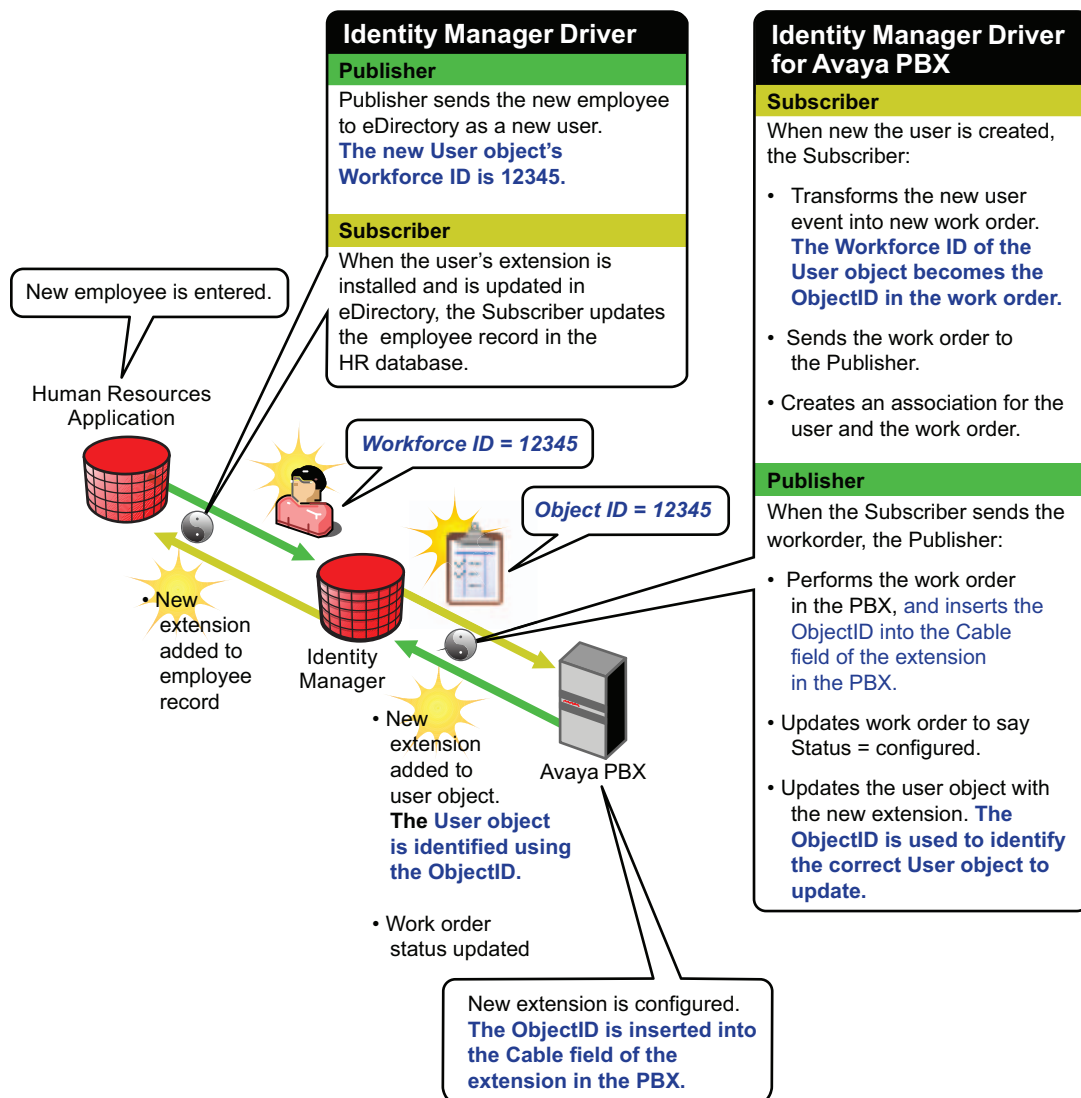 Identity Manager Driver
Publisher
Publisher sends the new employee
to eDirectory as a new user.
The new User object's
Workforce ID is 12345.
Subscriber
When the user's extension is
installed and is updated in
eDirectory, the Subscriber updates
the employee record in the
HR database.
Identity Manager Driver
for Avaya PBX
Subscriber
When new the user is created,
the Subscriber:
• Transforms the new user
event into new work order.
The Workforce ID of the
User object becomes the
ObjectID in the work order.
• Sends the work order to
the Publisher.
• Creates an association for the
user and the work order.
Publisher
When the Subscriber sends the
workorder, the Publisher:
• Performs the work order
in the PBX, and inserts the
ObjectID into the Cable
field of the extension
in the PBX.
• Updates work order to say
Status = configured.
• Updates the user object with
the new extension. The
ObjectID is used to identify
the correct User object to
update.
New employee is entered.
Human Resources
Application
Workforce ID = 12345
Object ID = 12345
• New
extension
added to
employee
record
Identity
Manager
• New
extension
added to
user object.
The User object
is identified using
the ObjectID.
• Work order
status updated
Avaya PBX
New extension is configured.
The ObjectID is inserted into
the Cable field of the
extension in the PBX.